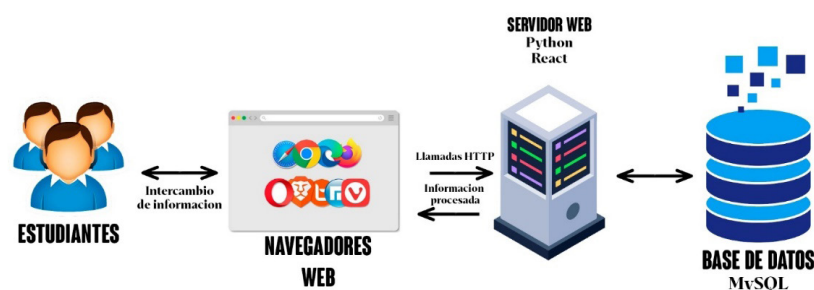 ESTUDIANTES
Intercambio
de informacion
NAVEGADORES
WEB
Llamadas HTTP
Informacion
procesada
SERVIDOR WEB
Python
React
BASE DE DATOS
MySQL